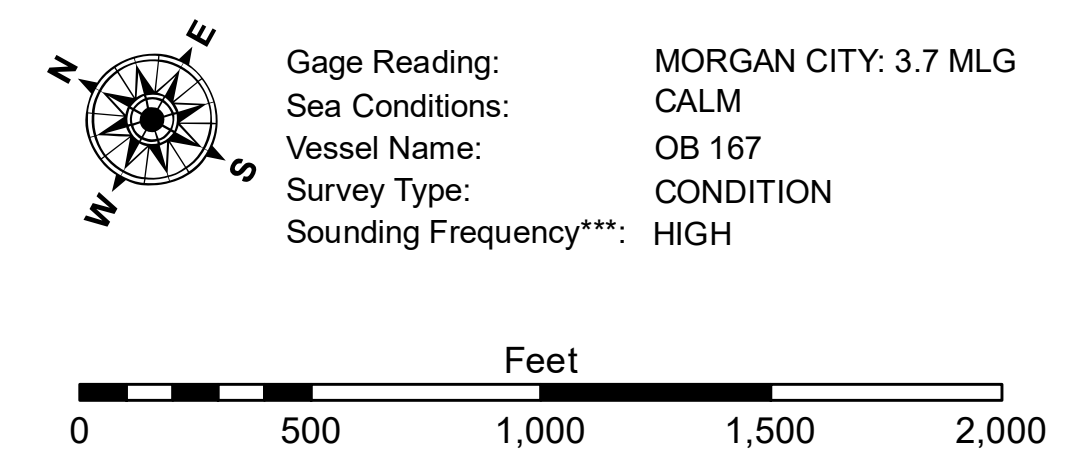 N E
W S
Gage Reading: MORGAN CITY: 3.7 MLG
Sea Conditions: CALM
Vessel Name: OB 167
Survey Type: CONDITION
Sounding Frequency***: HIGH
Feet
0 500 1,000 1,500 2,000